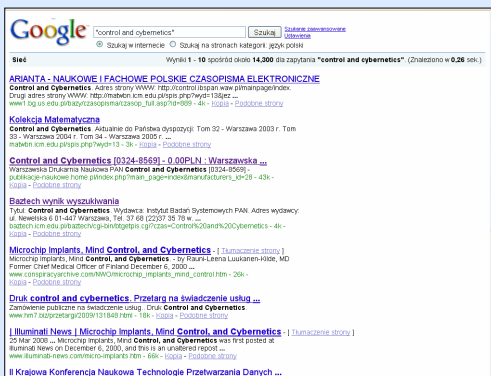 Google
"control and cybernetics" Szukaj Szukanie zaawansowane
Ustawienia
Szukaj w internecie Szukaj na stronach kategorii: język polski
Sieć Wyniki 1 - 10 spośród około 14,300 dla zapytania "control and cybernetics". (Znaleziono w 0,26 sek.)
ARIANTA - NAUKOWE I FACHOWE POLSKIE CZASOPISMA ELEKTRONICZNE
Control and Cybernetics. Adres strony WWW: http://control.ibspan.waw.pl/mainpage/index.
Drugi adres strony WWW: http://matwbn.icm.edu.pl/spis.php?wyd=13&jez ...
www1.bg.us.edu.pl/bazy/czasopisma/czasop_full.asp?id=889 - 4k - Kopia - Podobne strony
Kolekcja Matematyczna
Control and Cybernetics. Aktualnie do Państwa dyspozycji: Tom 32 - Warszawa 2003 r. Tom
33 - Warszawa 2004 r. Tom 34 - Warszawa 2005 r. ...
matwbn.icm.edu.pl/spis.php?wyd=13 - 3k - Kopia - Podobne strony
Control and Cybernetics [0324-8569] - 0.00PLN : Warszawska ...
Warszawska Drukarnia Naukowa PAN Control and Cybernetics [0324-8569] -
publikacje-naukowe.home.pl/index.php?main_page=index&manufacturers_id=28 - 43k -
Kopia - Podobne strony
Baztech wynik wyszukiwania
Tytuł: Control and Cybernetics. Wydawca: Instytut Badań Systemowych PAN. Adres wydawcy:
ul. Newelska 6 01-447 Warszawa, Tel. 37 68 (22)37 35 78 w. ...
baztech.icm.edu.pl/baztech/cgi-bin/btgetpis.cgi?czas=Control%20and%20Cybernetics - 4k -
Kopia - Podobne strony
Microchip Implants, Mind Control, and Cybernetics - [ Tłumaczenie strony ]
Microchip Implants, Mind Control, and Cybernetics. - by Rauni-Leena Luukanen-Kilde, MD
Former Chief Medical Officer of Finland December 6, 2000 ...
www.conspiracyarchive.com/NWO/microchip_implants_mind_control.htm - 26k -
Kopia - Podobne strony
Druk control and cybernetics. Przetarg na świadczenie usług ...
Zamówienie publiczne na świadczenie usług . Druk Control and Cybernetics.
www.hm7.biz/przetargi/2009/131848.html - 18k - Kopia - Podobne strony
| Illuminati News | Microchip Implants, Mind Control, and Cybernetics - [ Tłumaczenie strony ]
25 Mar 2008 ... Microchip Implants, Mind Control, and Cybernetics was first posted at
Illuminati News on December 6, 2000, and this is an unaltered repost ...
www.illuminati-news.com/micro-implants.htm - 66k - Kopia - Podobne strony
II Krajowa Konferencja Naukowa Technologie Przetwarzania Danych ...